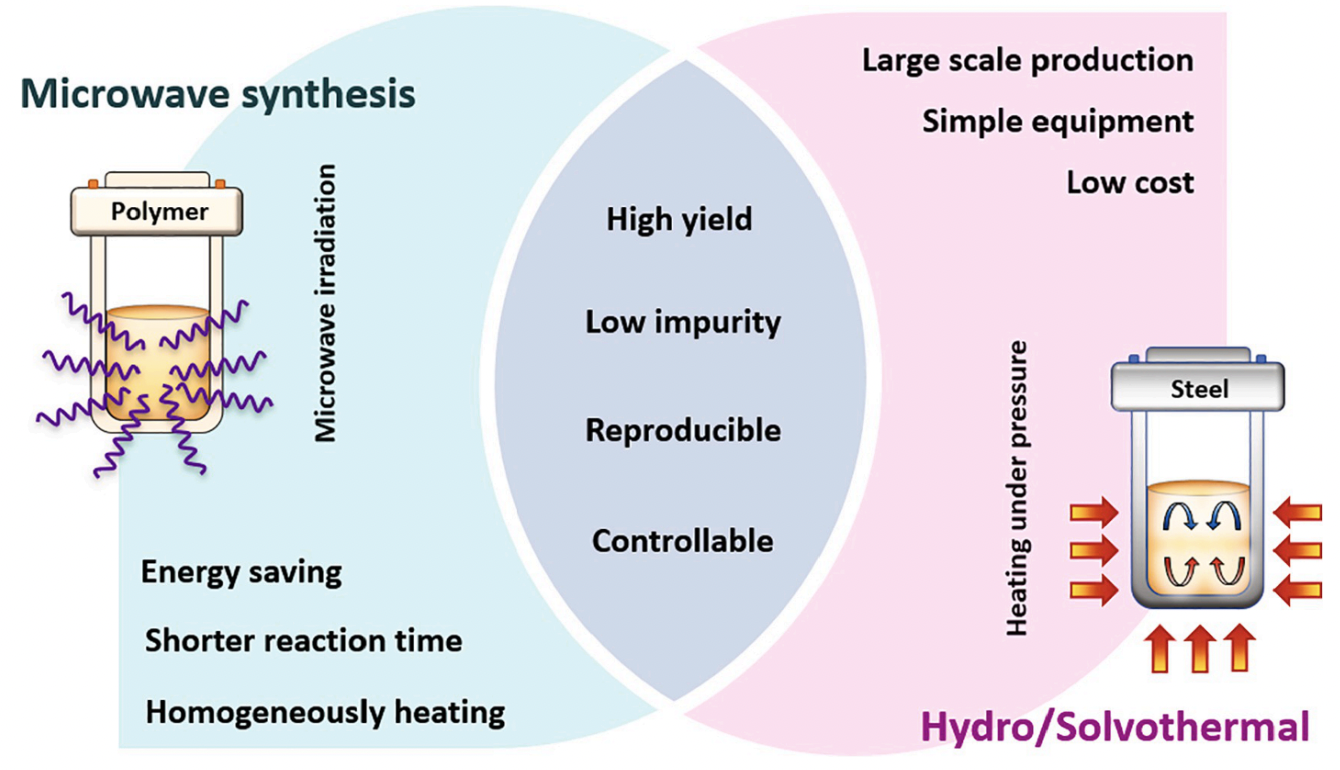 Microwave synthesis
Polymer
Microwave irradiation
Energy saving
Shorter reaction time
Homogeneously heating
High yield
Low impurity
Reproducible
Controllable
Large scale production
Simple equipment
Low cost
Heating under pressure
Steel
Hydro/Solvothermal